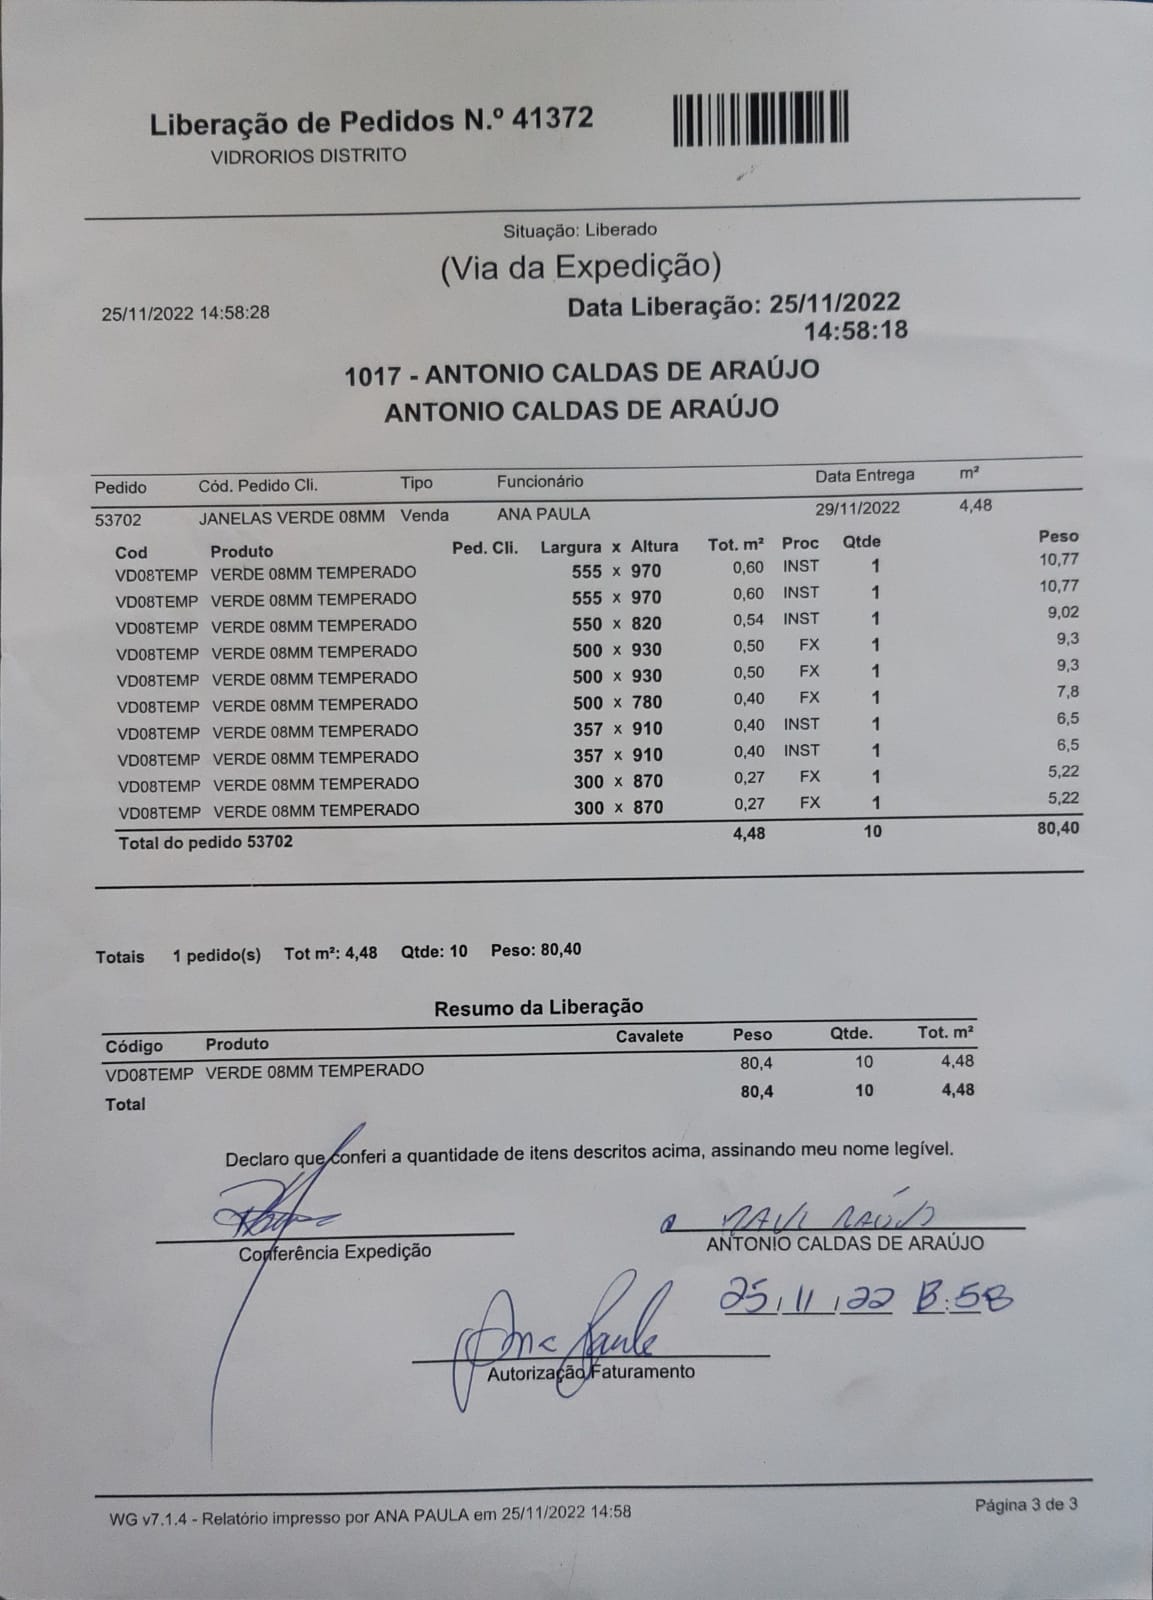 Liberação de Pedidos N.º 41372
VIDRORIOS DISTRITO
Situação: Liberado
(Via da Expedição)
25/11/2022 14:58:28
Data Liberação: 25/11/2022
14:58:18
1017 - ANTONIO CALDAS DE ARAÚJO
ANTONIO CALDAS DE ARAÚJO
Pedido Cód. Pedido Cli. Tipo Funcionário Data Entrega m²
53702 JANELAS VERDE 08MM Venda ANA PAULA 29/11/2022 4,48
Cod Produto Ped. Cli. Largura x Altura Tot. m² Proc Qtde Peso
VD08TEMP VERDE 08MM TEMPERADO 555 x 970 0,60 INST 1 10,77
VD08TEMP VERDE 08MM TEMPERADO 555 x 970 0,60 INST 1 10,77
VD08TEMP VERDE 08MM TEMPERADO 550 x 820 0,54 INST 1 9,02
VD08TEMP VERDE 08MM TEMPERADO 500 x 930 0,50 FX 1 9,3
VD08TEMP VERDE 08MM TEMPERADO 500 x 930 0,50 FX 1 9,3
VD08TEMP VERDE 08MM TEMPERADO 500 x 780 0,40 FX 1 7,8
VD08TEMP VERDE 08MM TEMPERADO 357 x 910 0,40 INST 1 6,5
VD08TEMP VERDE 08MM TEMPERADO 357 x 910 0,40 INST 1 6,5
VD08TEMP VERDE 08MM TEMPERADO 300 x 870 0,27 FX 1 5,22
VD08TEMP VERDE 08MM TEMPERADO 300 x 870 0,27 FX 1 5,22
Total do pedido 53702 4,48 10 80,40
Totais 1 pedido(s) Tot m²: 4,48 Qtde: 10 Peso: 80,40
Resumo da Liberação
Código Produto Cavalete Peso Qtde. Tot. m²
VD08TEMP VERDE 08MM TEMPERADO 80,4 10 4,48
Total 80,4 10 4,48
Declaro que conferi a quantidade de itens descritos acima, assinando meu nome legível.
Conferência Expedição
ANTONIO CALDAS DE ARAÚJO
25/11/22
Ana Paula
Autorização Faturamento
WG v7.1.4 - Relatório impresso por ANA PAULA em 25/11/2022 14:58
Página 3 de 3